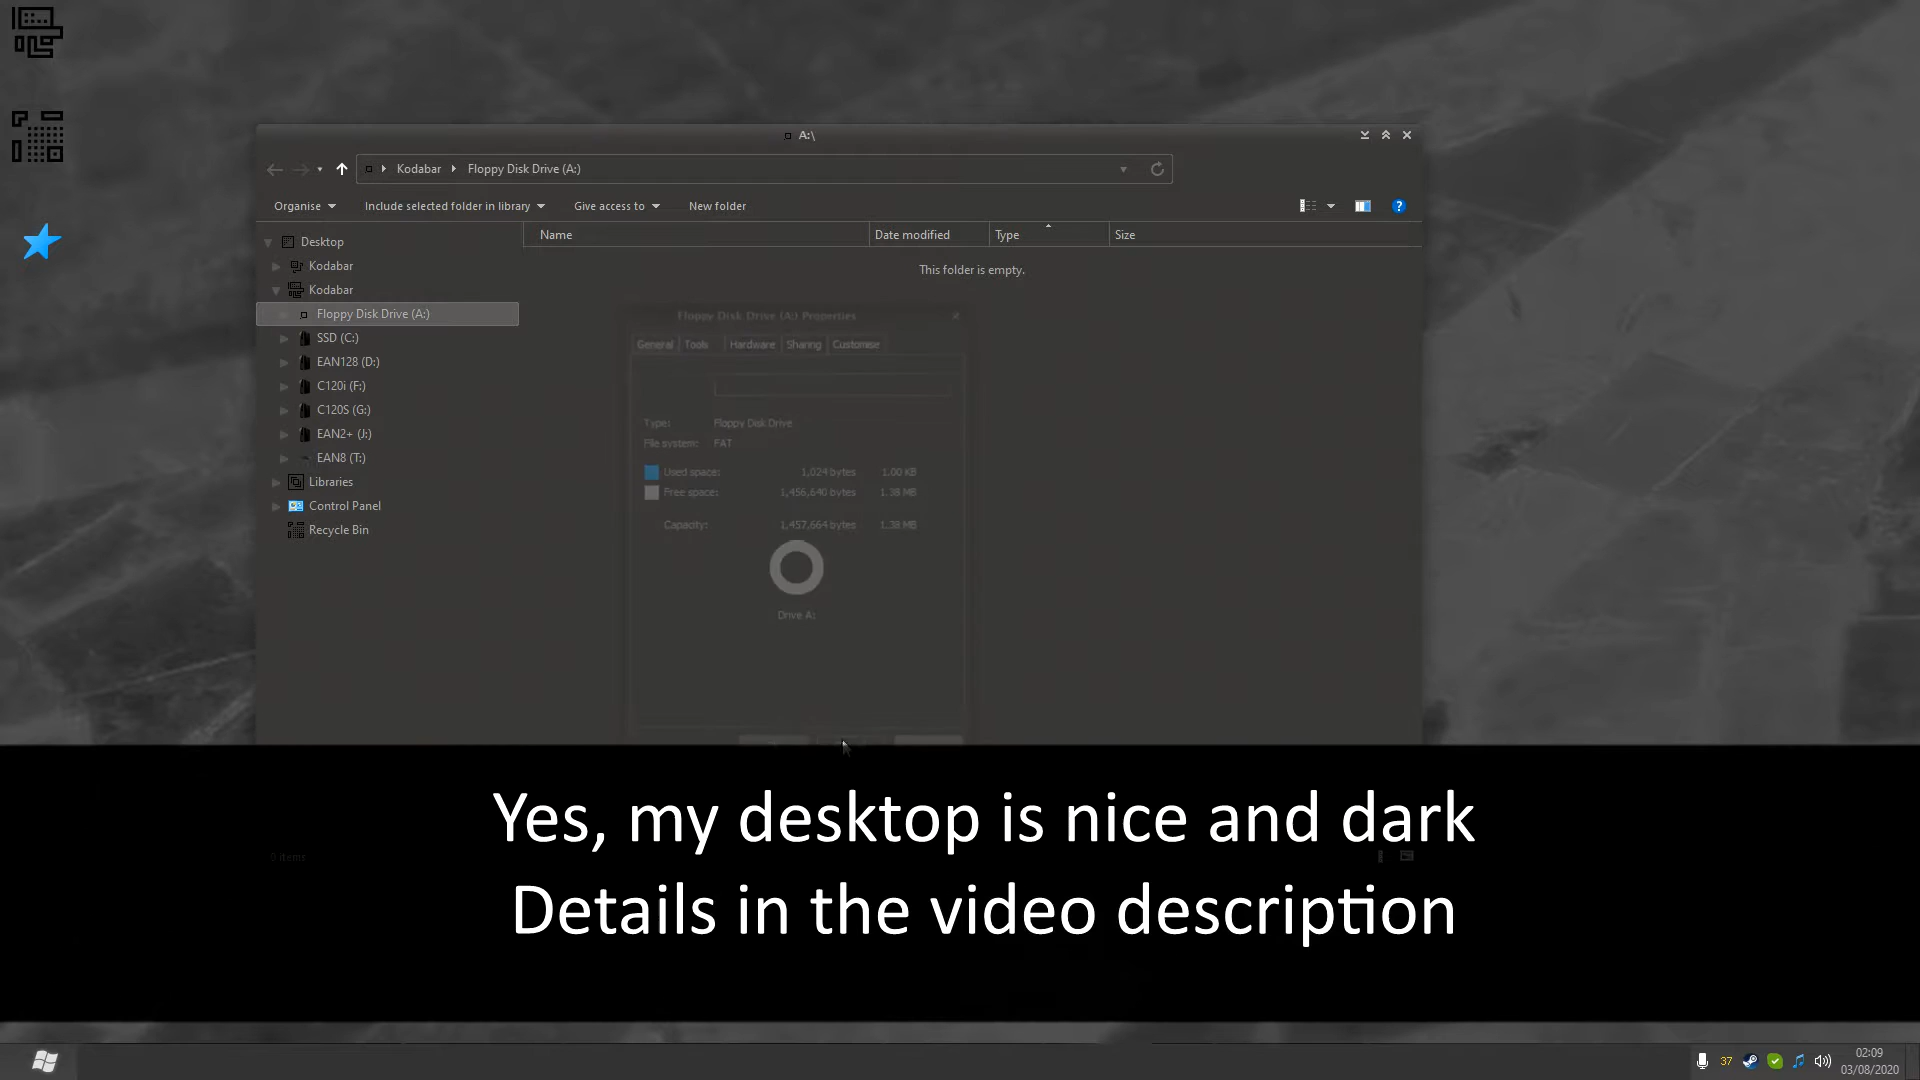 A:\
Kodabar Floppy Disk Drive (A:)
Organise Include selected folder in library Give access to New folder
Name Date modified Type Size
This folder is empty.
Desktop
Kodabar
Kodabar
Floppy Disk Drive (A:)
SSD (C:)
EAN128 (D:)
C120i (F:)
C120S (G:)
EAN2+ (J:)
EAN8 (T:)
Libraries
Control Panel
Recycle Bin
Floppy Disk Drive (A:) Properties
General Tools Hardware Sharing Customise
Type: Floppy Disk Drive
File system: FAT
Used space: 1,024 bytes 1.00 KB
Free space: 1,456,640 bytes 1.38 MB
Capacity: 1,457,664 bytes 1.38 MB
Drive A:
Yes, my desktop is nice and dark
0 items
Details in the video description
37
02:09
03/08/2020